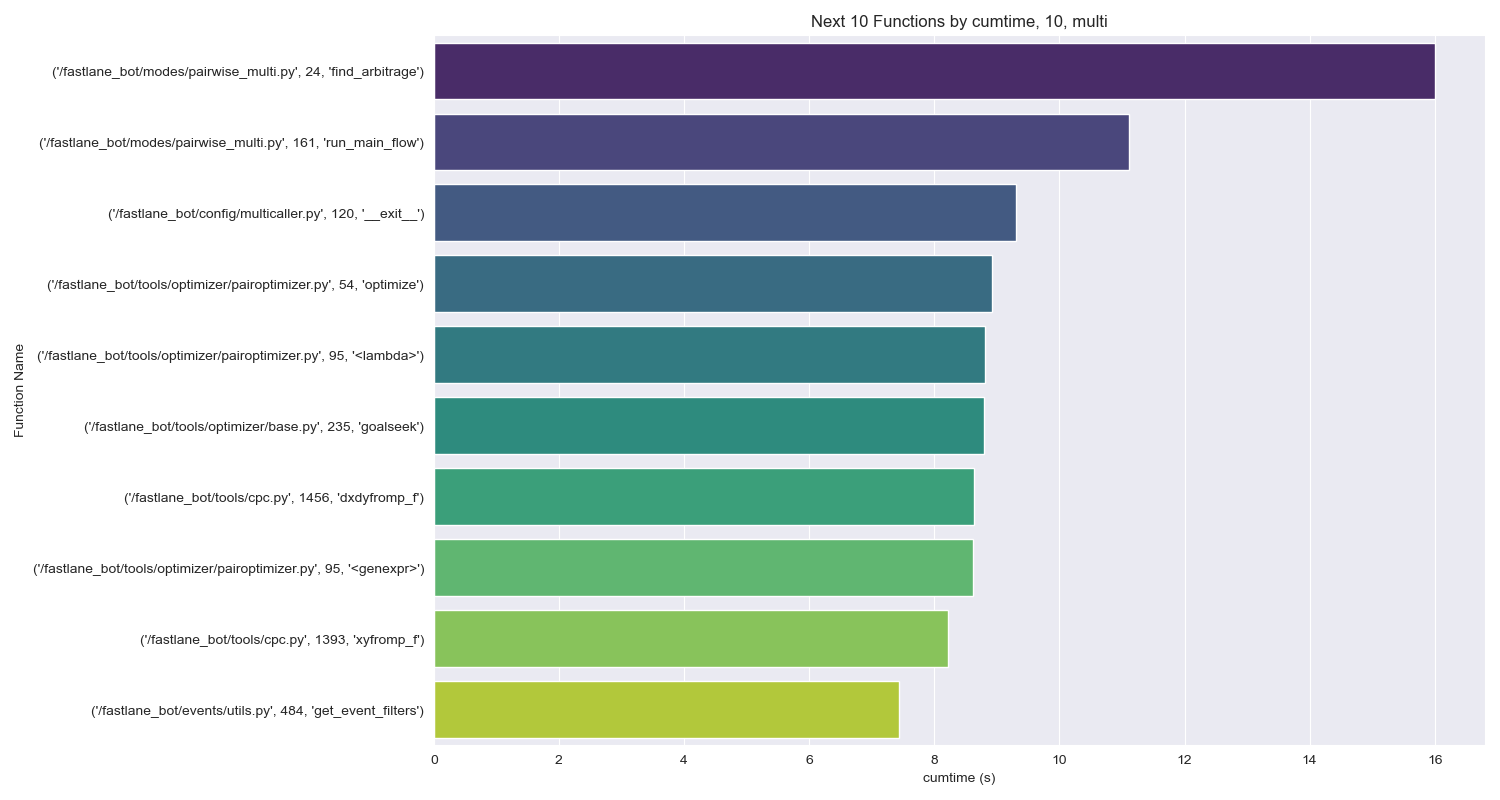 Next 10 Functions by cumtime, 10, multi
('/fastlane_bot/modes/pairwise_multi.py', 24, 'find_arbitrage')
('/fastlane_bot/modes/pairwise_multi.py', 161, 'run_main_flow')
('/fastlane_bot/config/multicaller.py', 120, '__exit__')
('/fastlane_bot/tools/optimizer/pairoptimizer.py', 54, 'optimize')
('/fastlane_bot/tools/optimizer/pairoptimizer.py', 95, '<lambda>')
('/fastlane_bot/tools/optimizer/base.py', 235, 'goalseek')
('/fastlane_bot/tools/cpc.py', 1456, 'dxdyfromp_f')
('/fastlane_bot/tools/optimizer/pairoptimizer.py', 95, '<genexpr>')
('/fastlane_bot/tools/cpc.py', 1393, 'xyfromp_f')
('/fastlane_bot/events/utils.py', 484, 'get_event_filters')
Function Name
0 2 4 6 8 10 12 14 16
cumtime (s)